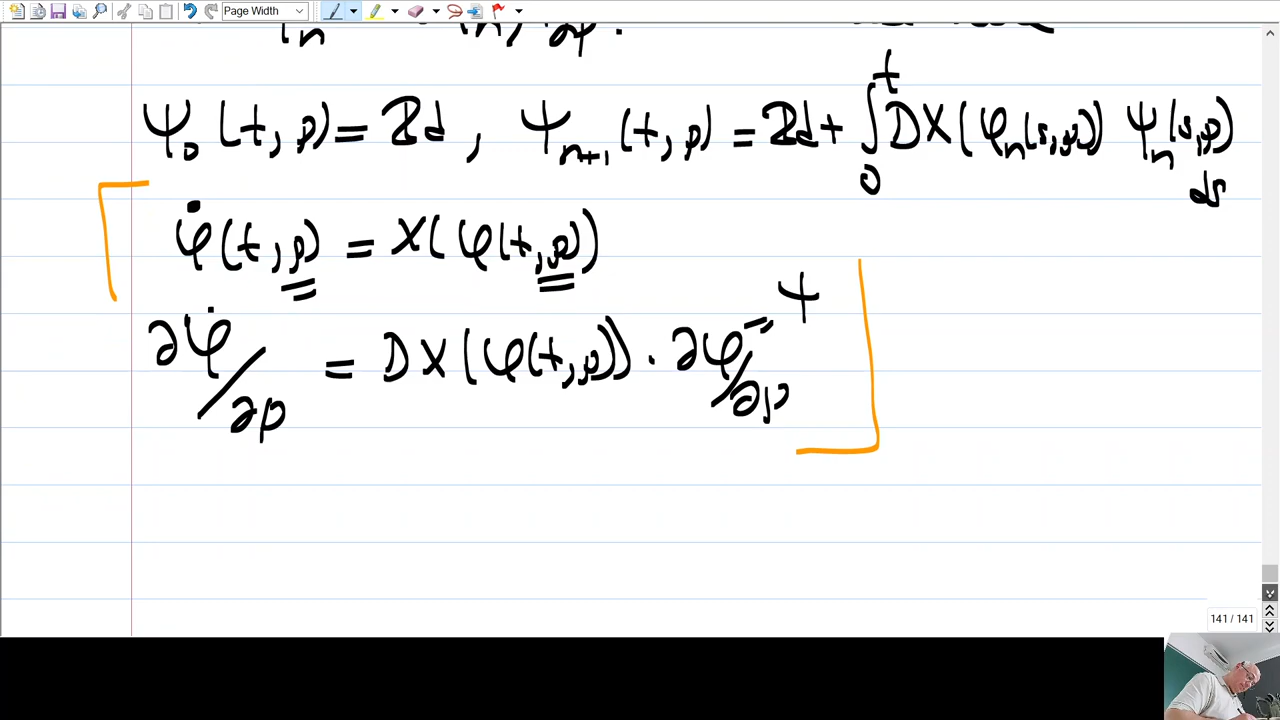 Page Width
ψ₀(t,p) = Id , ψₙ₊₁(t,p) = Id + ∫₀ᵗ DX(φₙ(s,p)) ψₙ(s,p) ds
φ̇(t,p) = X(φ(t,p))
∂φ̇/∂p = DX(φ(t,p)) · ∂φ/∂p = ψ
141 / 141